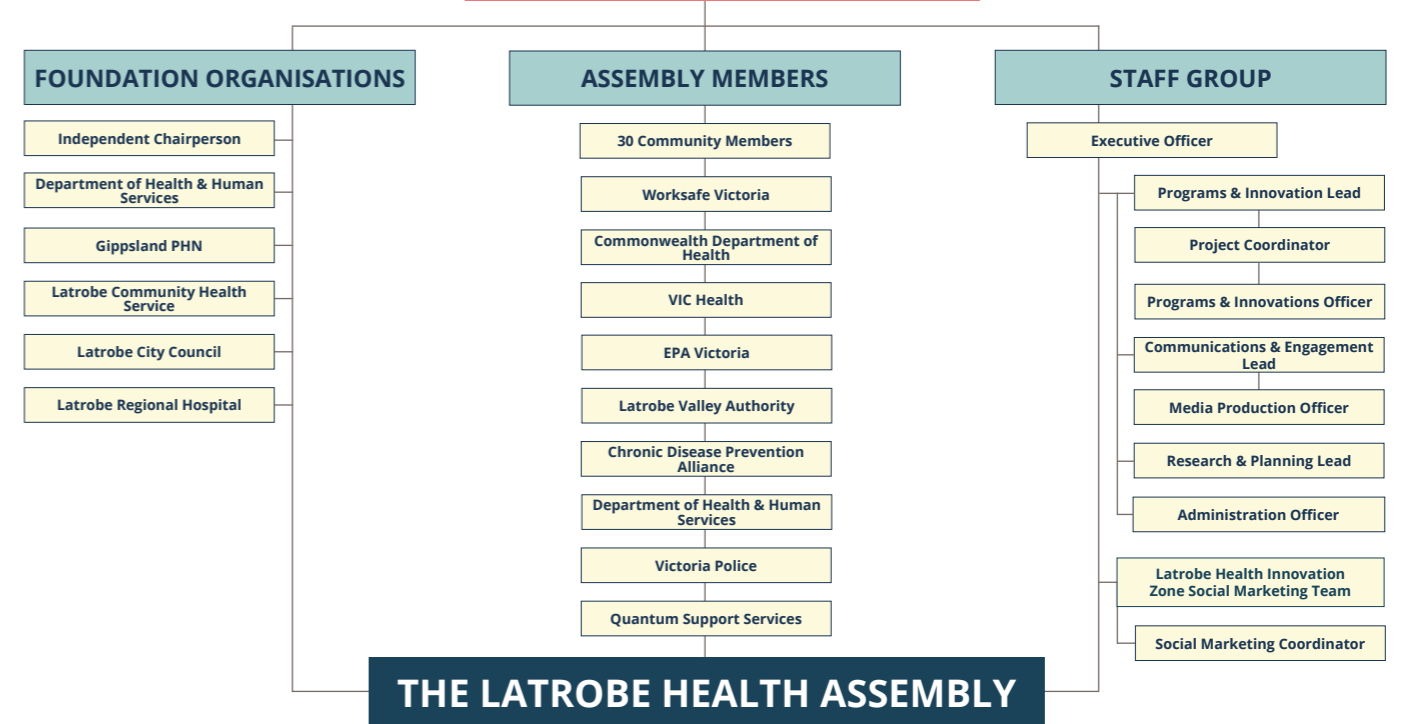 FOUNDATION ORGANISATIONS
Independent Chairperson
Department of Health & Human
Services
Gippsland PHN
Latrobe Community Health
Service
Latrobe City Council
Latrobe Regional Hospital
ASSEMBLY MEMBERS
30 Community Members
Worksafe Victoria
Commonwealth Department of
Health
VIC Health
EPA Victoria
Latrobe Valley Authority
Chronic Disease Prevention
Alliance
Department of Health & Human
Services
Victoria Police
Quantum Support Services
STAFF GROUP
Executive Officer
Programs & Innovation Lead
Project Coordinator
Programs & Innovations Officer
Communications & Engagement
Lead
Media Production Officer
Research & Planning Lead
Administration Officer
Latrobe Health Innovation
Zone Social Marketing Team
Social Marketing Coordinator
THE LATROBE HEALTH ASSEMBLY